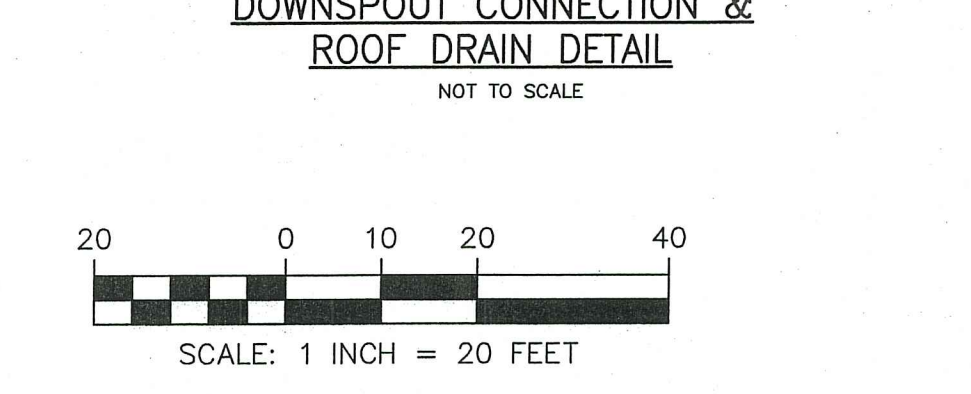 DOWNSPOUT CONNECTION &
ROOF DRAIN DETAIL
NOT TO SCALE
20 0 10 20 40
SCALE: 1 INCH = 20 FEET